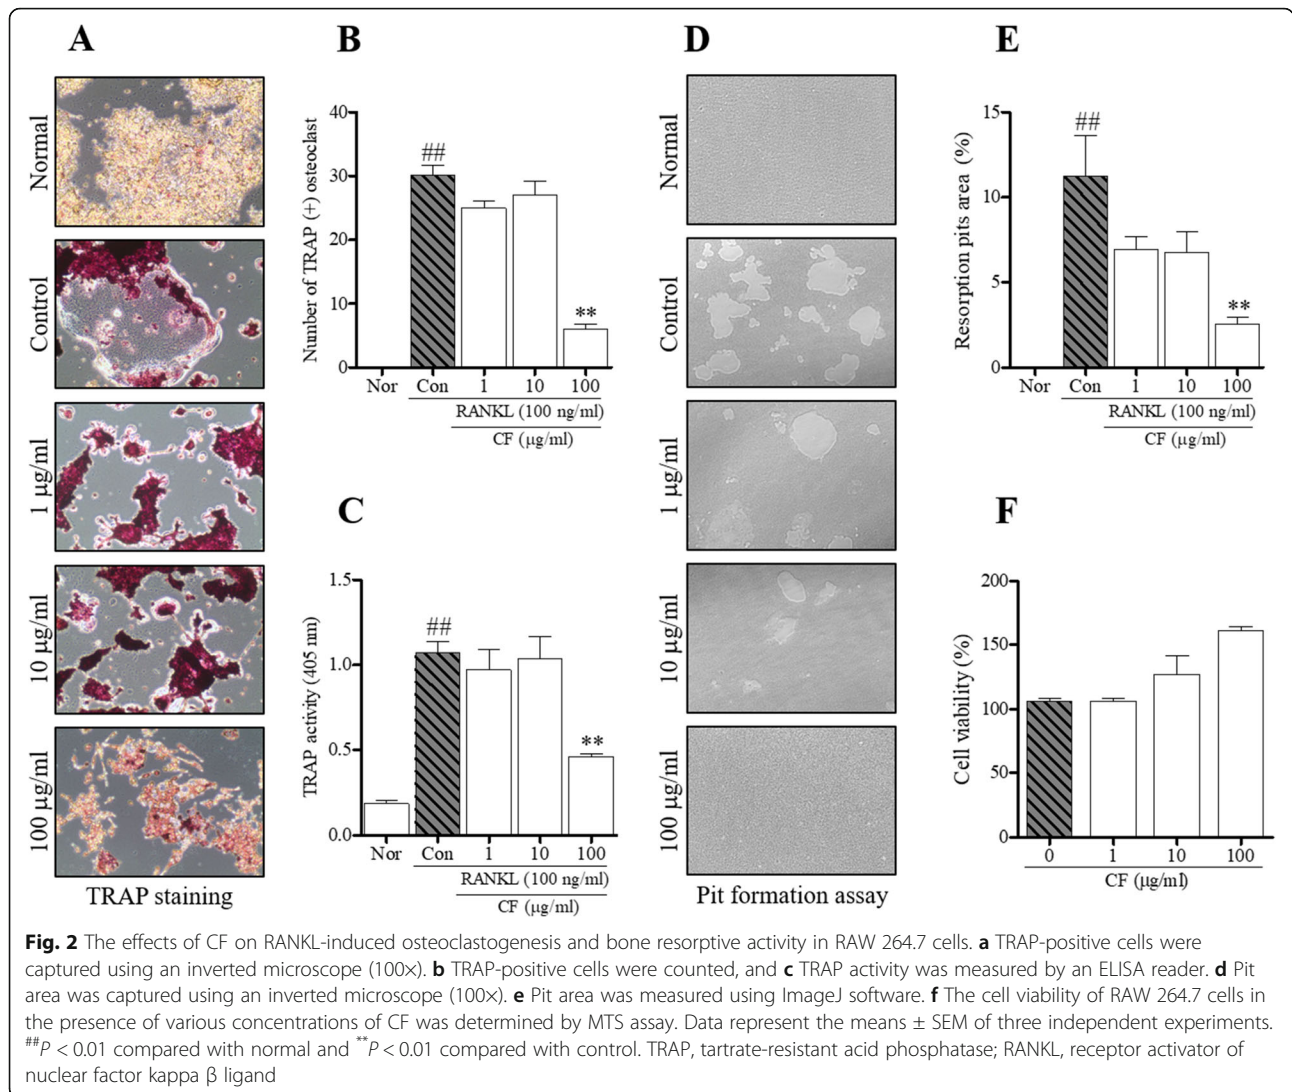 A
Normal
Control
1 µg/ml
10 µg/ml
100 µg/ml
TRAP staining
B
Number of TRAP (+) osteoclast
40
30
20
10
0
##
**
Nor Con 1 10 100
RANKL (100 ng/ml)
CF (µg/ml)
C
TRAP activity (405 nm)
1.5
1.0
0.5
0.0
##
**
Nor Con 1 10 100
RANKL (100 ng/ml)
CF (µg/ml)
D
Normal
Control
1 µg/ml
10 µg/ml
100 µg/ml
Pit formation assay
E
Resorption pits area (%)
15
10
5
0
##
**
Nor Con 1 10 100
RANKL (100 ng/ml)
CF (µg/ml)
F
Cell viability (%)
200
150
100
50
0
0 1 10 100
CF (µg/ml)
Fig. 2 The effects of CF on RANKL-induced osteoclastogenesis and bone resorptive activity in RAW 264.7 cells. a TRAP-positive cells were
captured using an inverted microscope (100×). b TRAP-positive cells were counted, and c TRAP activity was measured by an ELISA reader. d Pit
area was captured using an inverted microscope (100×). e Pit area was measured using ImageJ software. f The cell viability of RAW 264.7 cells in
the presence of various concentrations of CF was determined by MTS assay. Data represent the means ± SEM of three independent experiments.
##P < 0.01 compared with normal and **P < 0.01 compared with control. TRAP, tartrate-resistant acid phosphatase; RANKL, receptor activator of
nuclear factor kappa β ligand